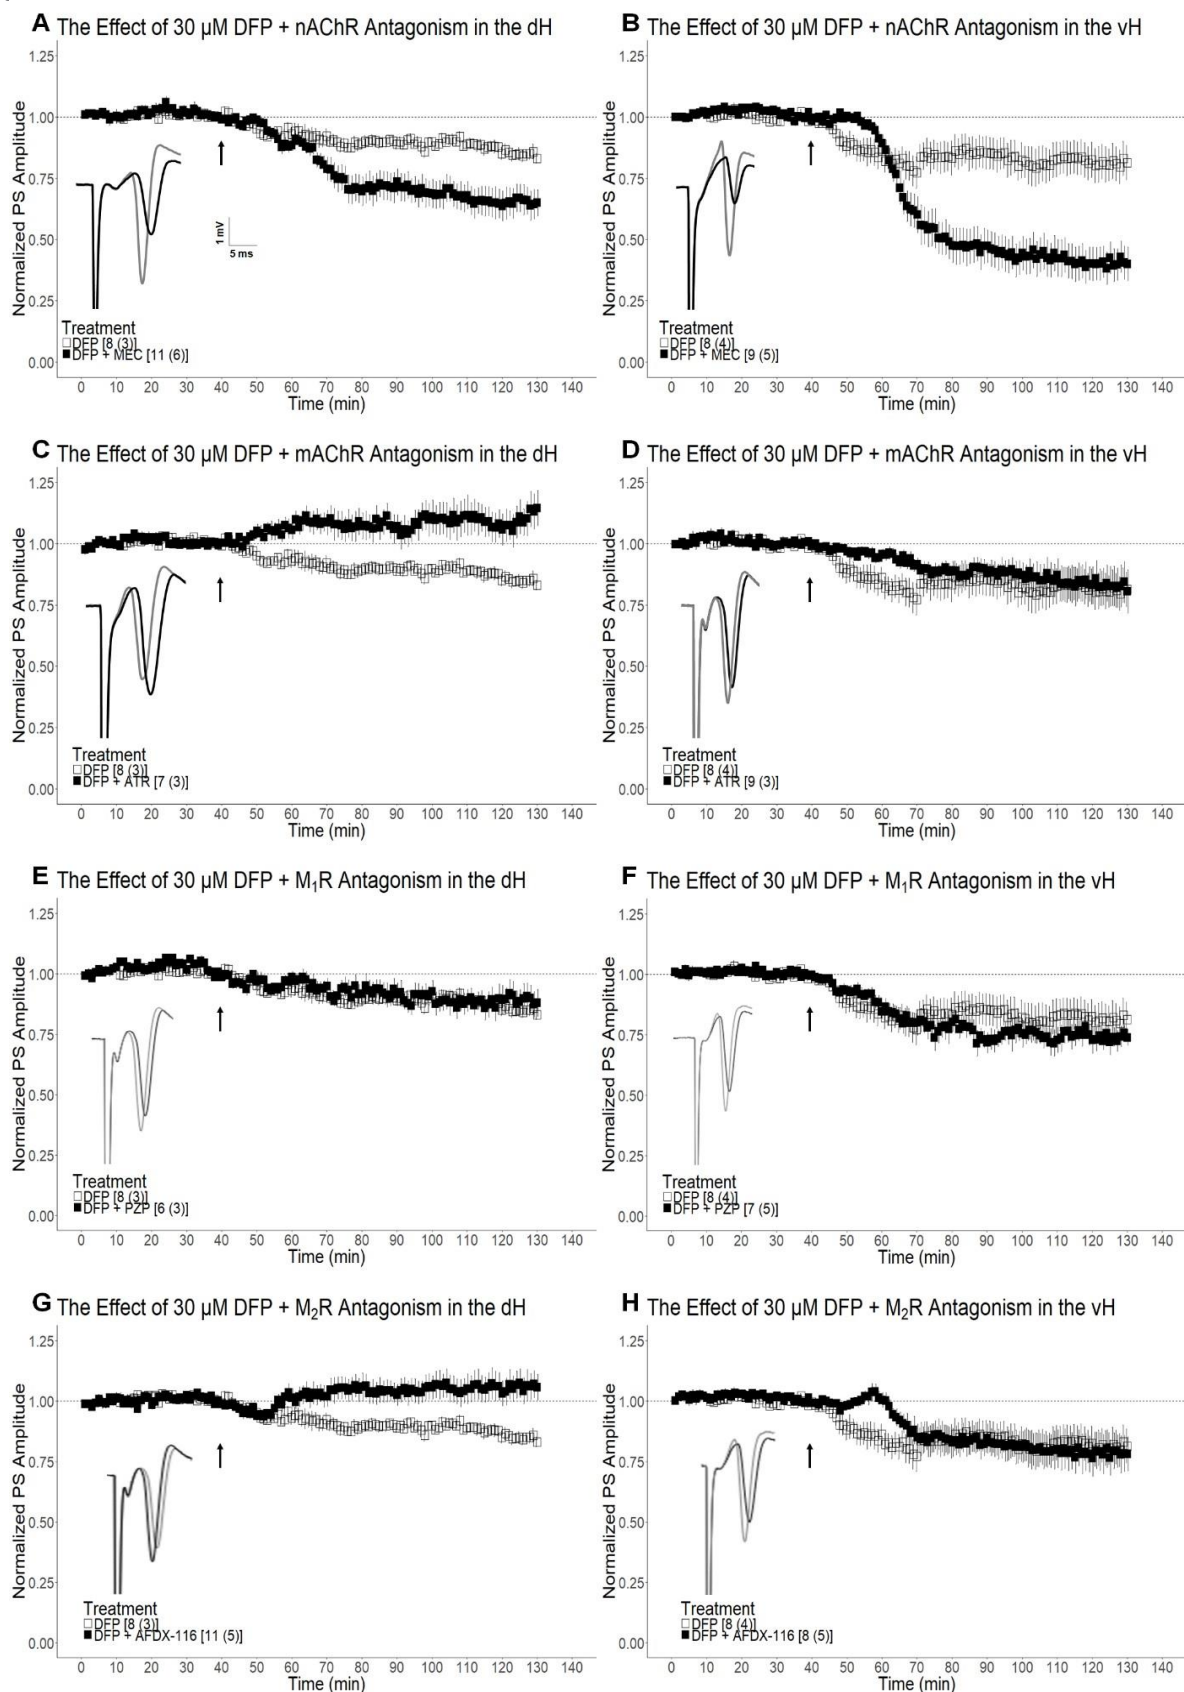 A The Effect of 30 µM DFP + nAChR Antagonism in the dH
1.25
1.00
0.75
0.50
0.25
0.00
Normalized PS Amplitude
1 mV
5 ms
Treatment
DFP [8 (3)]
DFP + MEC [11 (6)]
0 10 20 30 40 50 60 70 80 90 100 110 120 130 140
Time (min)
B The Effect of 30 µM DFP + nAChR Antagonism in the vH
1.25
1.00
0.75
0.50
0.25
0.00
Normalized PS Amplitude
Treatment
DFP [8 (4)]
DFP + MEC [9 (5)]
0 10 20 30 40 50 60 70 80 90 100 110 120 130 140
Time (min)
C The Effect of 30 µM DFP + mAChR Antagonism in the dH
1.25
1.00
0.75
0.50
0.25
0.00
Normalized PS Amplitude
Treatment
DFP [8 (3)]
DFP + ATR [7 (3)]
0 10 20 30 40 50 60 70 80 90 100 110 120 130 140
Time (min)
D The Effect of 30 µM DFP + mAChR Antagonism in the vH
1.25
1.00
0.75
0.50
0.25
0.00
Normalized PS Amplitude
Treatment
DFP [8 (4)]
DFP + ATR [9 (3)]
0 10 20 30 40 50 60 70 80 90 100 110 120 130 140
Time (min)
E The Effect of 30 µM DFP + M₁R Antagonism in the dH
1.25
1.00
0.75
0.50
0.25
0.00
Normalized PS Amplitude
Treatment
DFP [8 (3)]
DFP + PZP [6 (3)]
0 10 20 30 40 50 60 70 80 90 100 110 120 130 140
Time (min)
F The Effect of 30 µM DFP + M₁R Antagonism in the vH
1.25
1.00
0.75
0.50
0.25
0.00
Normalized PS Amplitude
Treatment
DFP [8 (4)]
DFP + PZP [7 (5)]
0 10 20 30 40 50 60 70 80 90 100 110 120 130 140
Time (min)
G The Effect of 30 µM DFP + M₂R Antagonism in the dH
1.25
1.00
0.75
0.50
0.25
0.00
Normalized PS Amplitude
Treatment
DFP [8 (3)]
DFP + AFDX-116 [11 (5)]
0 10 20 30 40 50 60 70 80 90 100 110 120 130 140
Time (min)
H The Effect of 30 µM DFP + M₂R Antagonism in the vH
1.25
1.00
0.75
0.50
0.25
0.00
Normalized PS Amplitude
Treatment
DFP [8 (4)]
DFP + AFDX-116 [8 (5)]
0 10 20 30 40 50 60 70 80 90 100 110 120 130 140
Time (min)